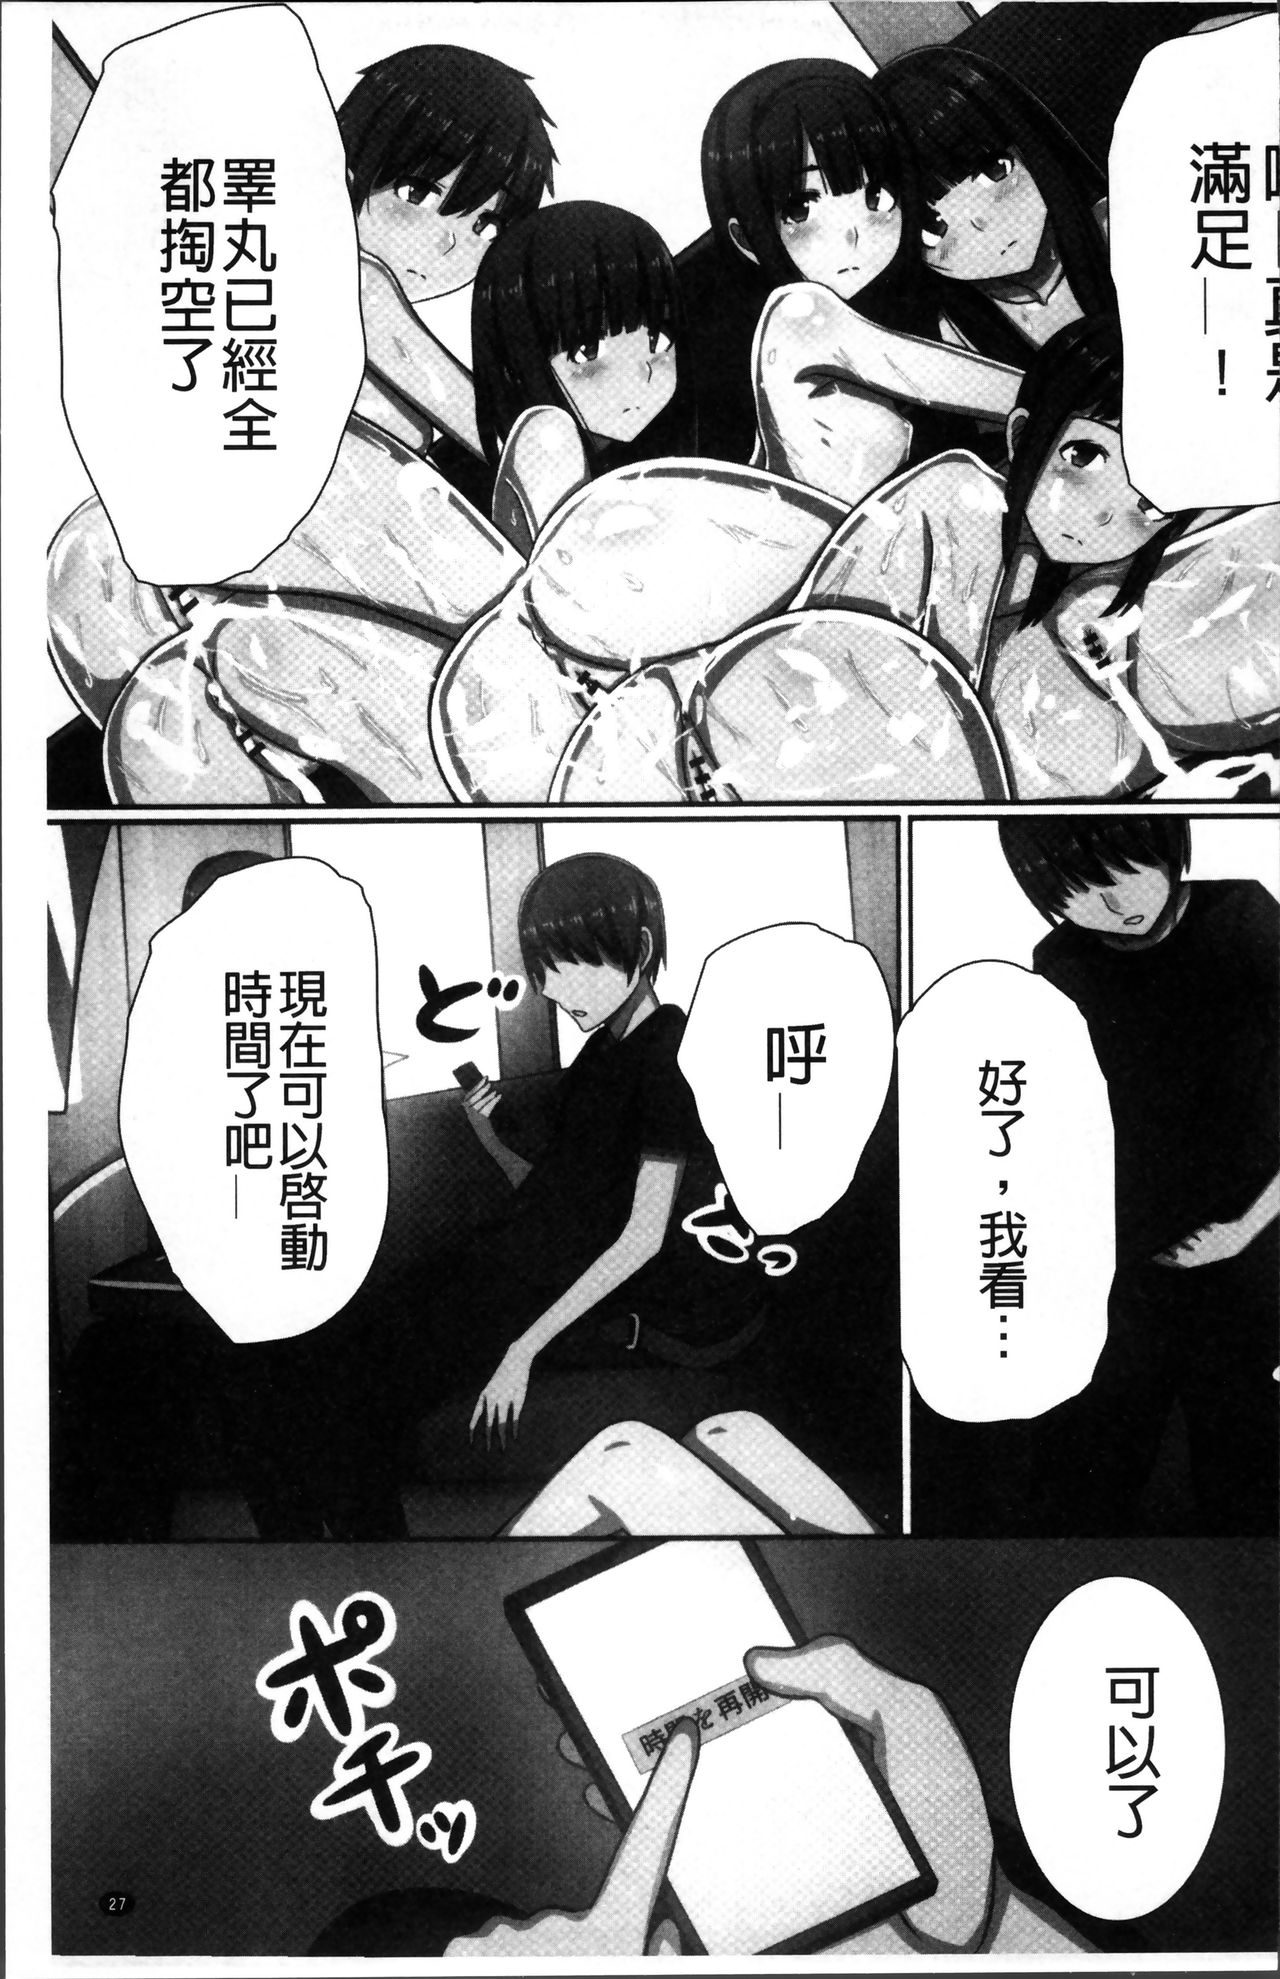 滿足—！
睪丸已經全
都掏空了
好了，我看…
呼—
どさっ
現在可以啓動
時間了吧—
可以了
時間を再開
ポチッ
27